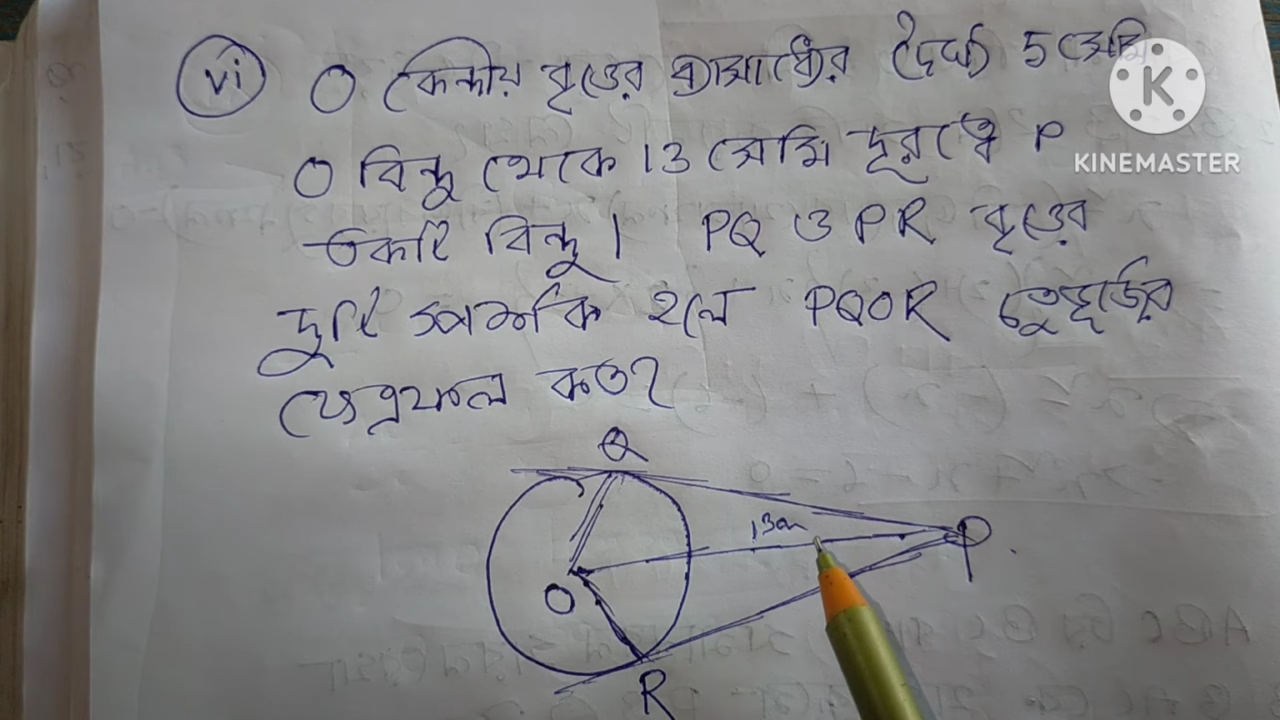 vi O কেন্দ্রীয় বৃত্তের ব্যাসার্ধের দৈর্ঘ্য 5 সেমি
O বিন্দু থেকে 13 সেমি দূরত্বে P
একটি বিন্দু। PQ ও PR বৃত্তের
দুটি স্পর্শক হলে PQOR চতুর্ভুজের
ক্ষেত্রফল কত?
Q
13cm
P
O
R
K
KINEMASTER